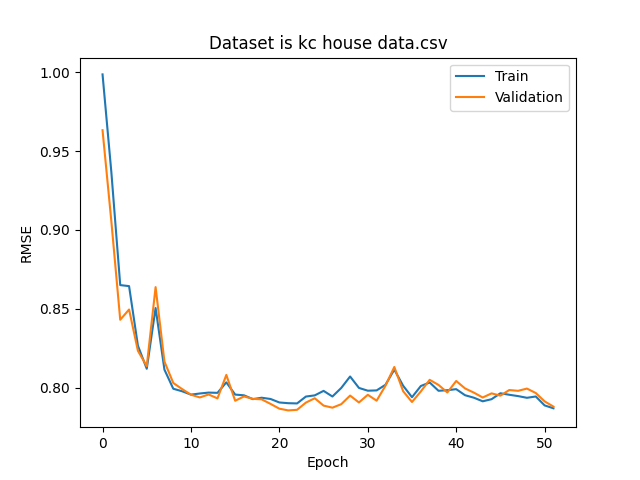 Dataset is kc house data.csv
Train
Validation
1.00
0.95
0.90
0.85
0.80
RMSE
0 10 20 30 40 50
Epoch